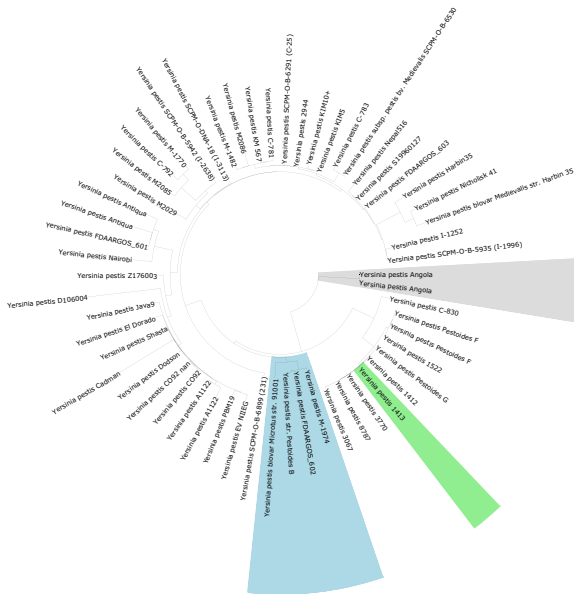 Yersinia pestis SCPM-O-B-6291 (C-25)
Yersinia pestis 2944
Yersinia pestis KIM10+
Yersinia pestis KIM5
Yersinia pestis C-783
Yersinia pestis subsp. pestis bv. Medievalis SCPM-O-B-6530
Yersinia pestis Nepal516
Yersinia pestis S19960127
Yersinia pestis FDAARGOS_603
Yersinia pestis Harbin35
Yersinia pestis Nicholisk 41
Yersinia pestis biovar Medievalis str. Harbin 35
Yersinia pestis I-1252
Yersinia pestis SCPM-O-B-5935 (I-1996)
Yersinia pestis Angola
Yersinia pestis Angola
Yersinia pestis C-830
Yersinia pestis Pestoides F
Yersinia pestis Pestoides F
Yersinia pestis 1522
Yersinia pestis Pestoides G
Yersinia pestis 1412
Yersinia pestis 1413
Yersinia pestis 3770
Yersinia pestis 8787
Yersinia pestis 3067
Yersinia pestis M-1974
Yersinia pestis FDAARGOS_602
Yersinia pestis str. Pestoides B
Yersinia pestis biovar Microtus str. 91001
Yersinia pestis SCPM-O-B-6899 (231)
Yersinia pestis EV NIIEG
Yersinia pestis PBM19
Yersinia pestis A1122
Yersinia pestis A1122
Yersinia pestis CO92
Yersinia pestis CO92 nan
Yersinia pestis Dodson
Yersinia pestis Cadman
Yersinia pestis Shasta
Yersinia pestis El Dorado
Yersinia pestis Java9
Yersinia pestis D106004
Yersinia pestis Z176003
Yersinia pestis Nairobi
Yersinia pestis FDAARGOS_601
Yersinia pestis Antiqua
Yersinia pestis Antiqua
Yersinia pestis M2029
Yersinia pestis M2085
Yersinia pestis C-792
Yersinia pestis M-1770
Yersinia pestis SCPM-O-B-5942 (I-2638)
Yersinia pestis SCPM-O-DNA-18 (I-3113)
Yersinia pestis M-1482
Yersinia pestis M2086
Yersinia pestis KM 567
Yersinia pestis C-781